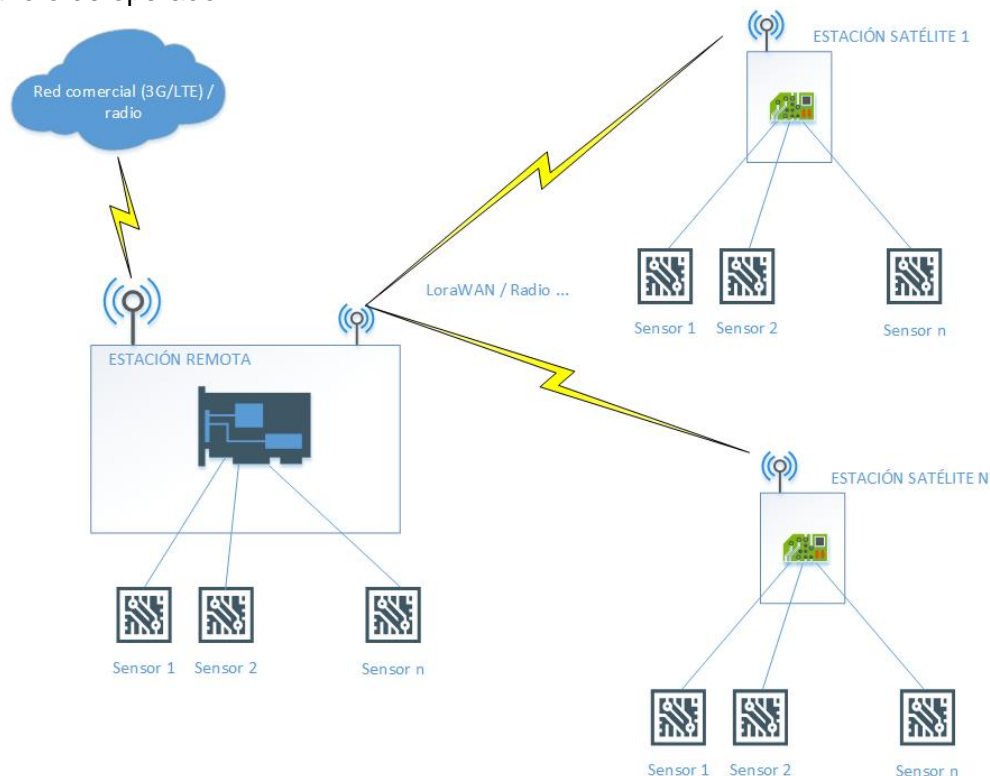 Red comercial (3G/LTE) /
radio
ESTACIÓN SATÉLITE 1
Sensor 1
Sensor 2
Sensor n
LoraWAN / Radio ...
ESTACIÓN REMOTA
Sensor 1
Sensor 2
Sensor n
ESTACIÓN SATÉLITE N
Sensor 1
Sensor 2
Sensor n